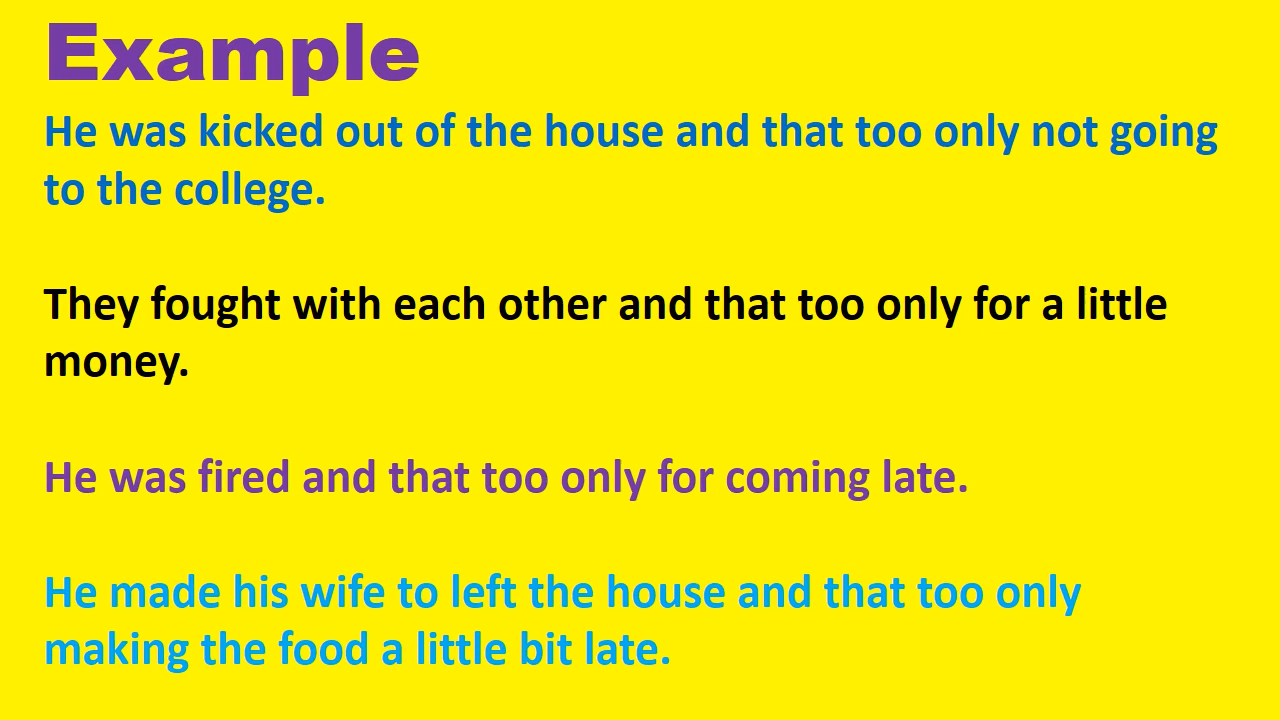 Example
He was kicked out of the house and that too only not going
to the college.
They fought with each other and that too only for a little
money.
He was fired and that too only for coming late.
He made his wife to left the house and that too only
making the food a little bit late.